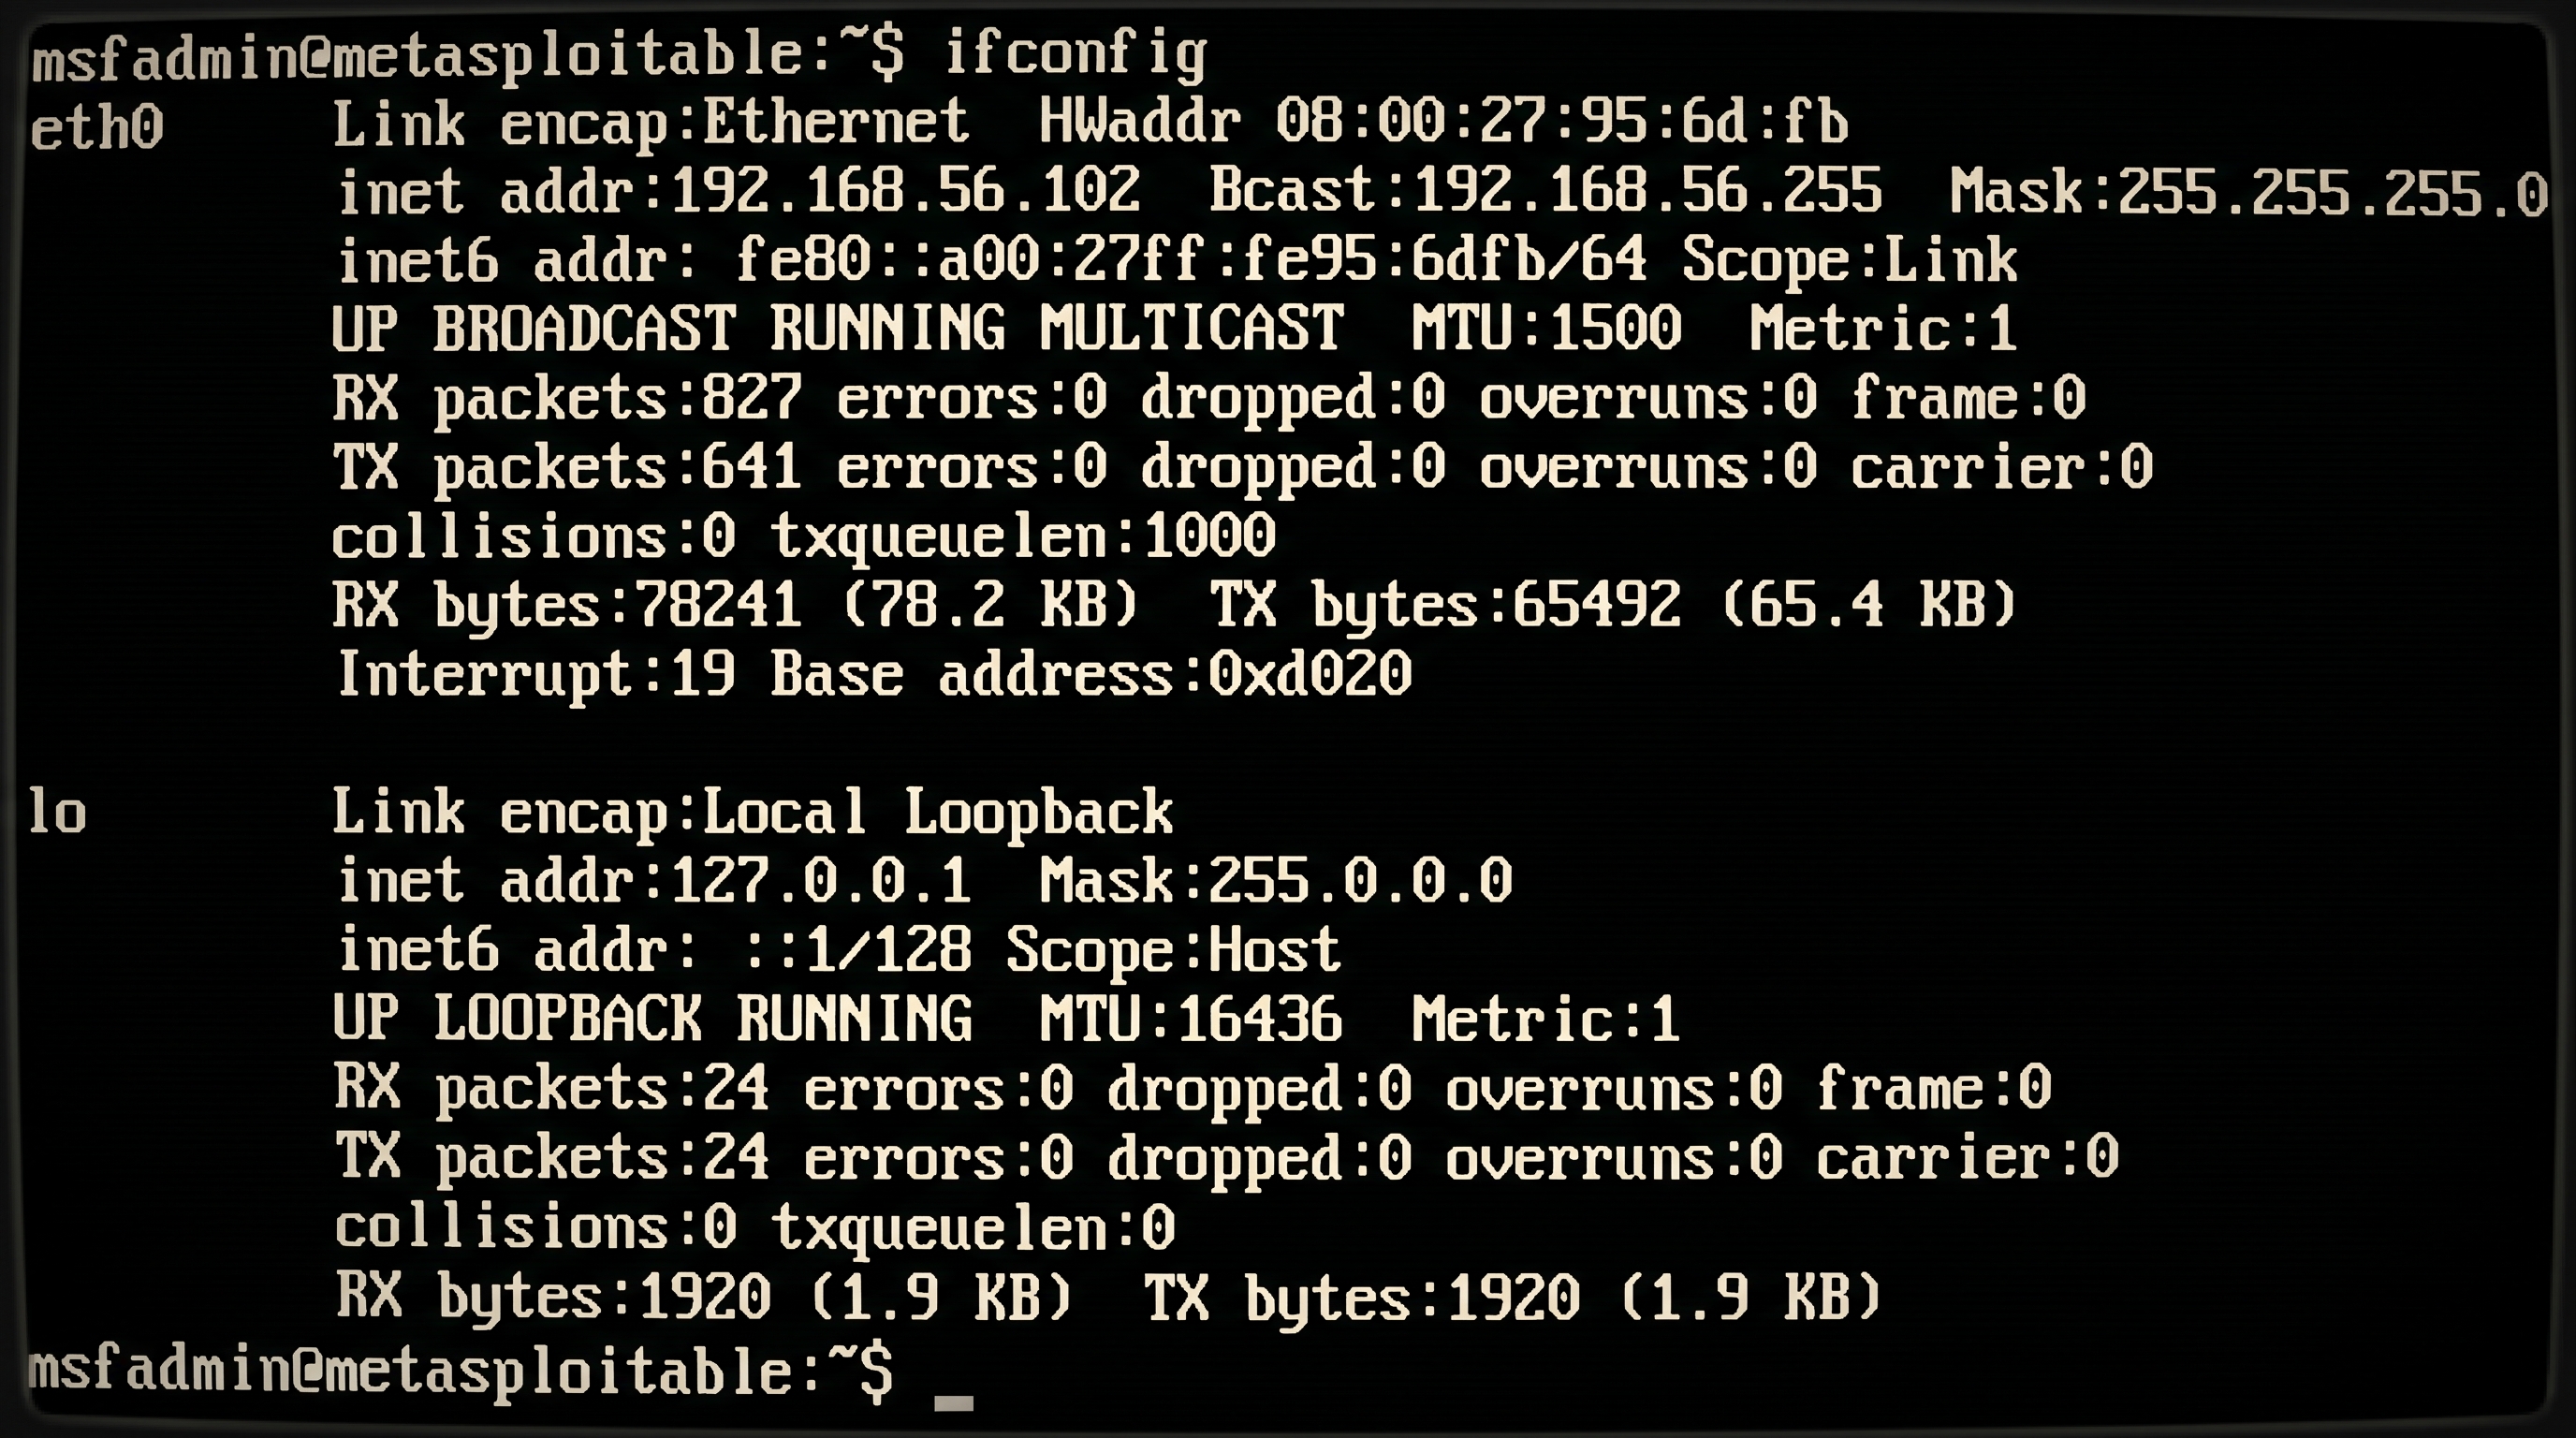 msfadmin@metasploitable:~$ ifconfig
eth0      Link encap:Ethernet  HWaddr 08:00:27:95:6d:fb
          inet addr:192.168.56.102  Bcast:192.168.56.255  Mask:255.255.255.0
          inet6 addr: fe80::a00:27ff:fe95:6dfb/64 Scope:Link
          UP BROADCAST RUNNING MULTICAST  MTU:1500  Metric:1
          RX packets:827 errors:0 dropped:0 overruns:0 frame:0
          TX packets:641 errors:0 dropped:0 overruns:0 carrier:0
          collisions:0 txqueuelen:1000
          RX bytes:78241 (78.2 KB)  TX bytes:65492 (65.4 KB)
          Interrupt:19 Base address:0xd020

lo        Link encap:Local Loopback
          inet addr:127.0.0.1  Mask:255.0.0.0
          inet6 addr: ::1/128 Scope:Host
          UP LOOPBACK RUNNING  MTU:16436  Metric:1
          RX packets:24 errors:0 dropped:0 overruns:0 frame:0
          TX packets:24 errors:0 dropped:0 overruns:0 carrier:0
          collisions:0 txqueuelen:0
          RX bytes:1920 (1.9 KB)  TX bytes:1920 (1.9 KB)
msfadmin@metasploitable:~$ _